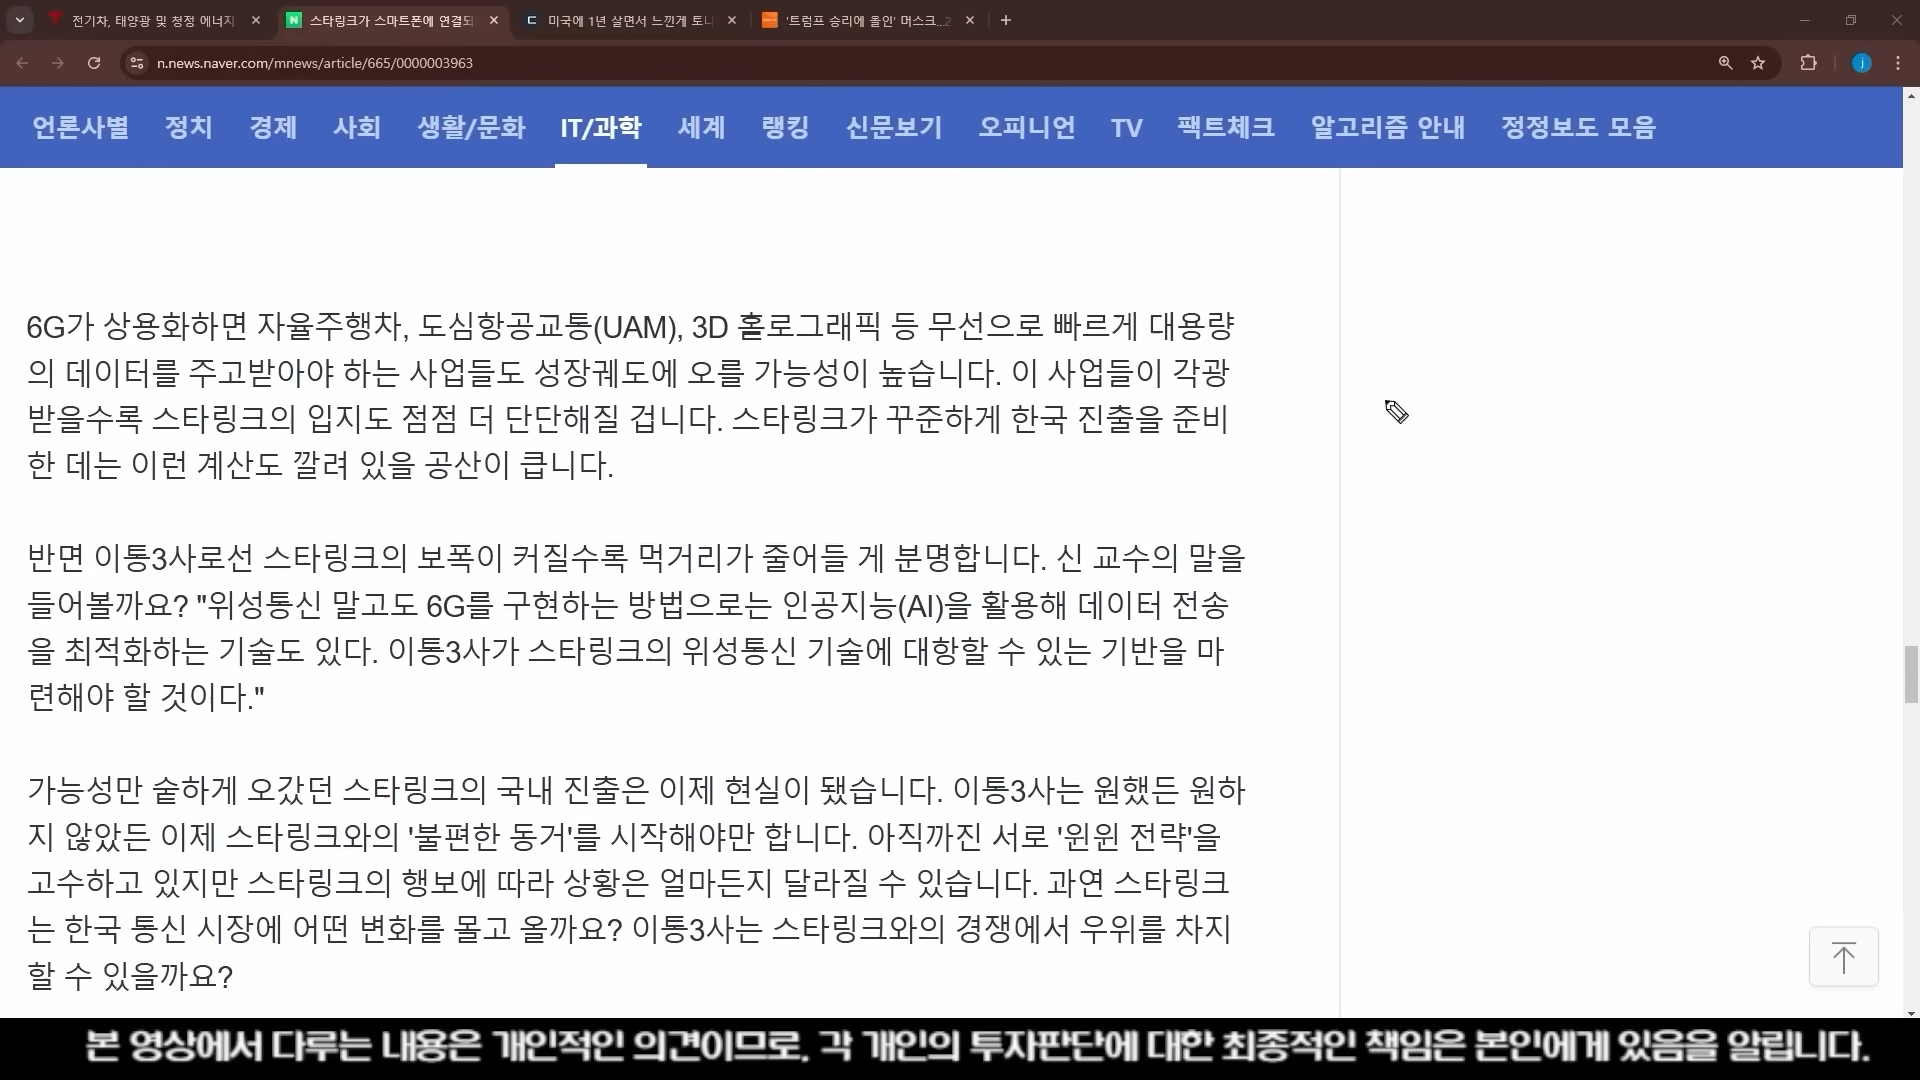 전기차, 태양광 및 청정 에너지
스타링크가 스마트폰에 연결되
미국에 1년 살면서 느낀게 토나
'트럼프 승리에 올인' 머스크...2
n.news.naver.com/mnews/article/665/0000003963
j
언론사별 정치 경제 사회 생활/문화 IT/과학 세계 랭킹 신문보기 오피니언 TV 팩트체크 알고리즘 안내 정정보도 모음
6G가 상용화하면 자율주행차, 도심항공교통(UAM), 3D 홀로그래픽 등 무선으로 빠르게 대용량
의 데이터를 주고받아야 하는 사업들도 성장궤도에 오를 가능성이 높습니다. 이 사업들이 각광
받을수록 스타링크의 입지도 점점 더 단단해질 겁니다. 스타링크가 꾸준하게 한국 진출을 준비
한 데는 이런 계산도 깔려 있을 공산이 큽니다.
반면 이통3사로선 스타링크의 보폭이 커질수록 먹거리가 줄어들 게 분명합니다. 신 교수의 말을
들어볼까요? "위성통신 말고도 6G를 구현하는 방법으로는 인공지능(AI)을 활용해 데이터 전송
을 최적화하는 기술도 있다. 이통3사가 스타링크의 위성통신 기술에 대항할 수 있는 기반을 마
련해야 할 것이다."
가능성만 숱하게 오갔던 스타링크의 국내 진출은 이제 현실이 됐습니다. 이통3사는 원했든 원하
지 않았든 이제 스타링크와의 '불편한 동거'를 시작해야만 합니다. 아직까진 서로 '윈윈 전략'을
고수하고 있지만 스타링크의 행보에 따라 상황은 얼마든지 달라질 수 있습니다. 과연 스타링크
는 한국 통신 시장에 어떤 변화를 몰고 올까요? 이통3사는 스타링크와의 경쟁에서 우위를 차지
할 수 있을까요?
본 영상에서 다루는 내용은 개인적인 의견이므로, 각 개인의 투자판단에 대한 최종적인 책임은 본인에게 있음을 알립니다.